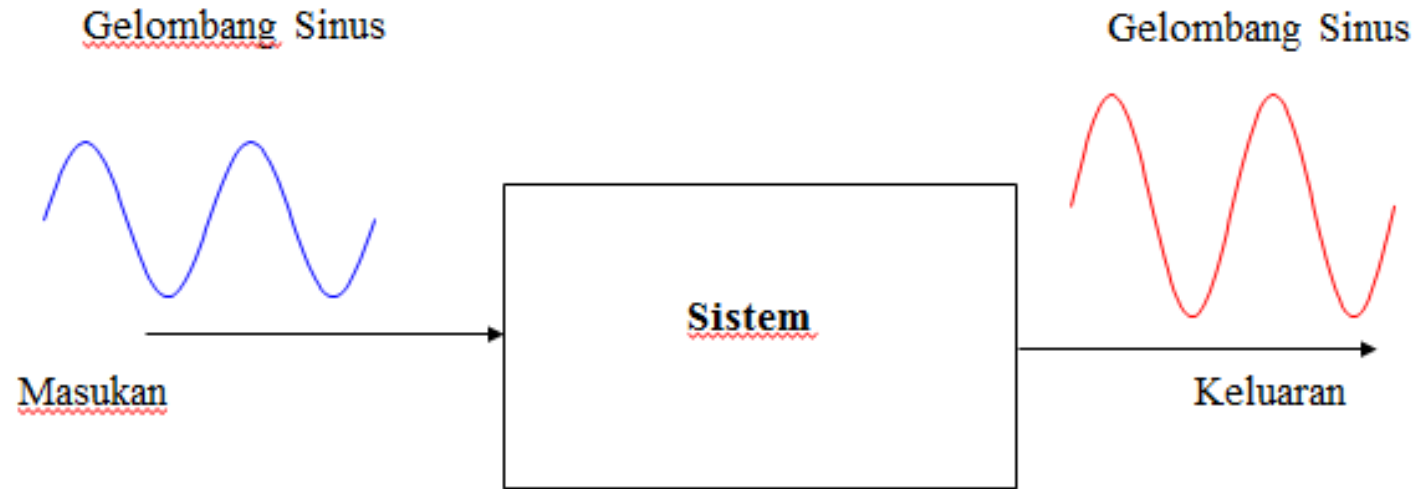 Gelombang Sinus
Gelombang Sinus
Sistem
Masukan
Keluaran